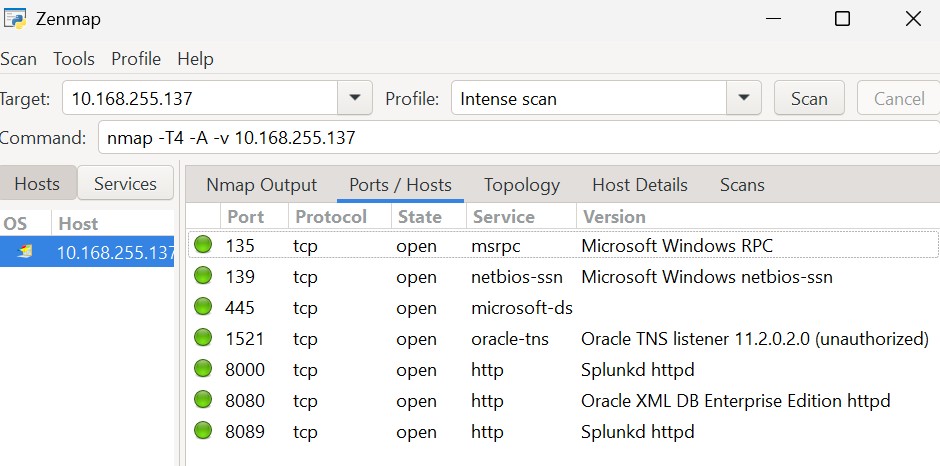 Zenmap
Scan Tools Profile Help
Target: 10.168.255.137 Profile: Intense scan Scan Cancel
Command: nmap -T4 -A -v 10.168.255.137
Hosts Services Nmap Output Ports / Hosts Topology Host Details Scans
OS Host Port Protocol State Service Version
10.168.255.137 135 tcp open msrpc Microsoft Windows RPC
139 tcp open netbios-ssn Microsoft Windows netbios-ssn
445 tcp open microsoft-ds
1521 tcp open oracle-tns Oracle TNS listener 11.2.0.2.0 (unauthorized)
8000 tcp open http Splunkd httpd
8080 tcp open http Oracle XML DB Enterprise Edition httpd
8089 tcp open http Splunkd httpd